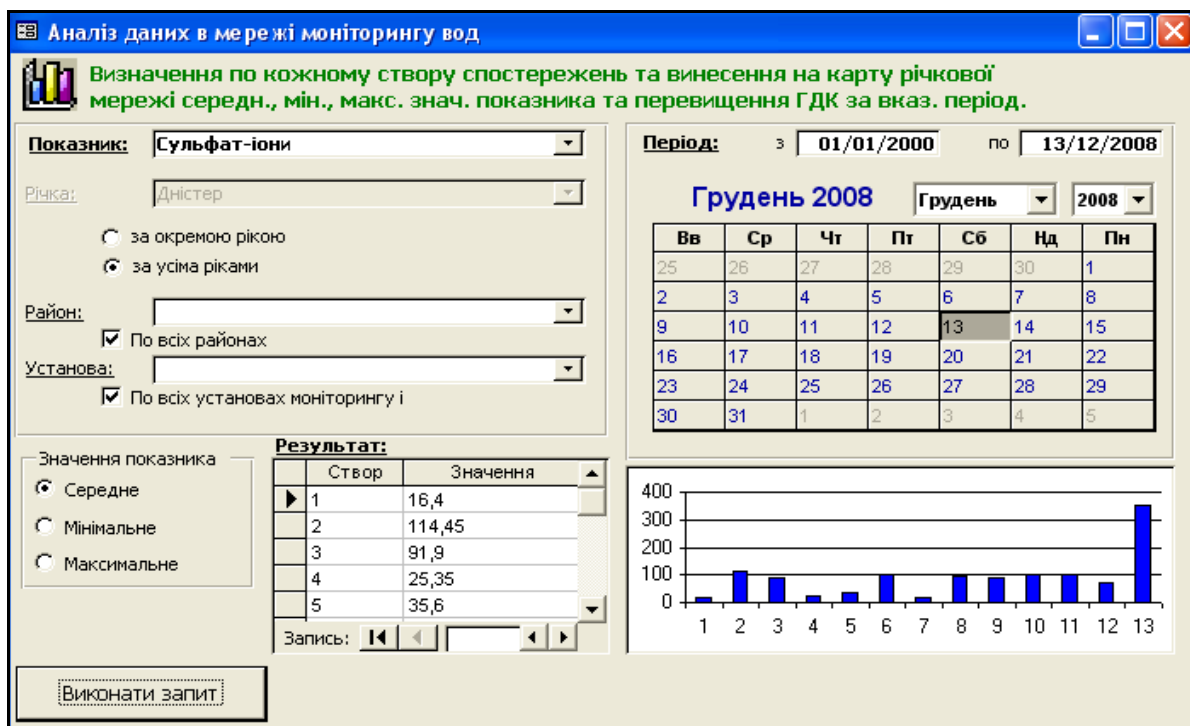 Аналіз даних в мережі моніторингу вод
Визначення по кожному створу спостережень та винесення на карту річкової
мережі середн., мін., макс. знач. показника та перевищення ГДК за вказ. період.
Показник: Сульфат-іони
Річка: Дністер
за окремою рікою
за усіма ріками
Район:
По всіх районах
Установа:
По всіх установах моніторингу і
Період: з 01/01/2000 по 13/12/2008
Грудень 2008 Грудень 2008
Вв Ср Чт Пт Сб Нд Пн
25 26 27 28 29 30 1
2 3 4 5 6 7 8
9 10 11 12 13 14 15
16 17 18 19 20 21 22
23 24 25 26 27 28 29
30 31 1 2 3 4 5
Значення показника
Середне
Мінімальне
Максимальне
Результат:
Створ Значення
1 16,4
2 114,45
3 91,9
4 25,35
5 35,6
Запись:
400
300
200
100
0
1 2 3 4 5 6 7 8 9 10 11 12 13
Виконати запит